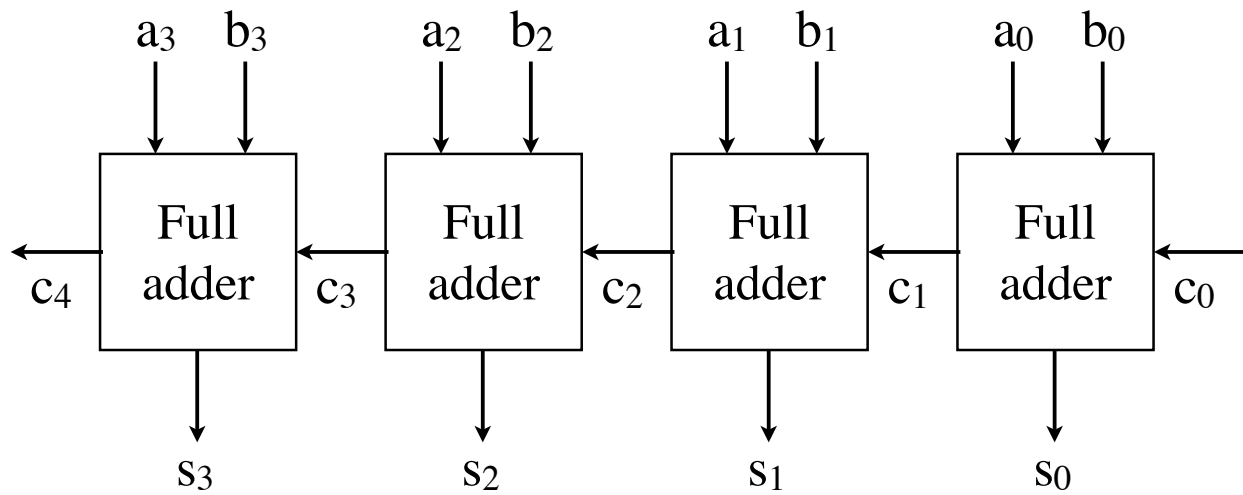 a₃ b₃ a₂ b₂ a₁ b₁ a₀ b₀
Full Full Full Full
adder adder adder adder
c₄ c₃ c₂ c₁ c₀
s₃ s₂ s₁ s₀